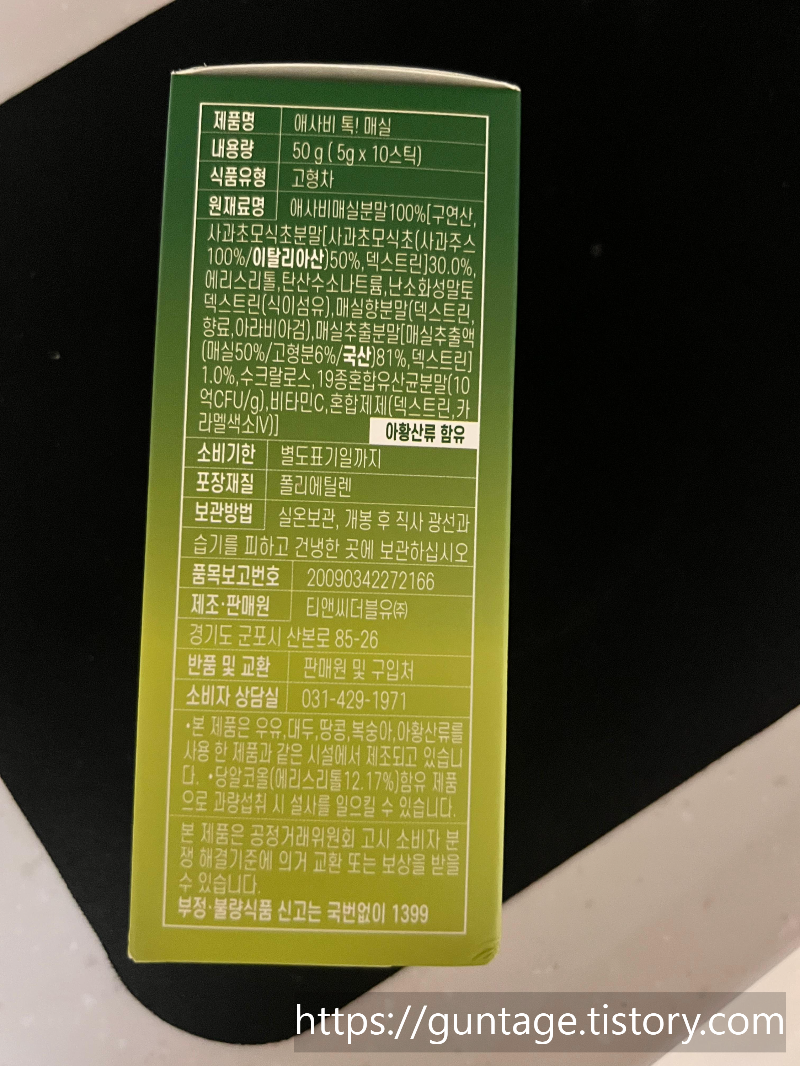 제품명 애사비 톡! 매실
내용량 50 g ( 5g x 10스틱)
식품유형 고형차
원재료명 애사비매실분말100%[구연산,
사과초모식초분말[사과초모식초(사과주스
100%/이탈리아산)50%,덱스트린]30.0%,
에리스리톨,탄산수소나트륨,난소화성말토
덱스트린(식이섬유),매실향분말(덱스트린,
향료,아라비아검),매실추출분말[매실추출액
(매실50%/고형분6%/국산)81%,덱스트린]
1.0%,수크랄로스,19종혼합유산균분말(10
억CFU/g),비타민C,혼합제제(덱스트린,카
라멜색소Ⅳ)]
아황산류 함유
소비기한 별도표기일까지
포장재질 폴리에틸렌
보관방법 실온보관, 개봉 후 직사 광선과
습기를 피하고 건냉한 곳에 보관하십시오
품목보고번호 20090342272166
제조·판매원 티앤씨더블유㈜
경기도 군포시 산본로 85-26
반품 및 교환 판매원 및 구입처
소비자 상담실 031-429-1971
·본 제품은 우유,대두,땅콩,복숭아,아황산류를
사용 한 제품과 같은 시설에서 제조되고 있습니
다. ·당알코올(에리스리톨12.17%)함유 제품
으로 과량섭취 시 설사를 일으킬 수 있습니다.
본 제품은 공정거래위원회 고시 소비자 분
쟁 해결기준에 의거 교환 또는 보상을 받을
수 있습니다.
부정·불량식품 신고는 국번없이 1399
https://guntage.tistory.com